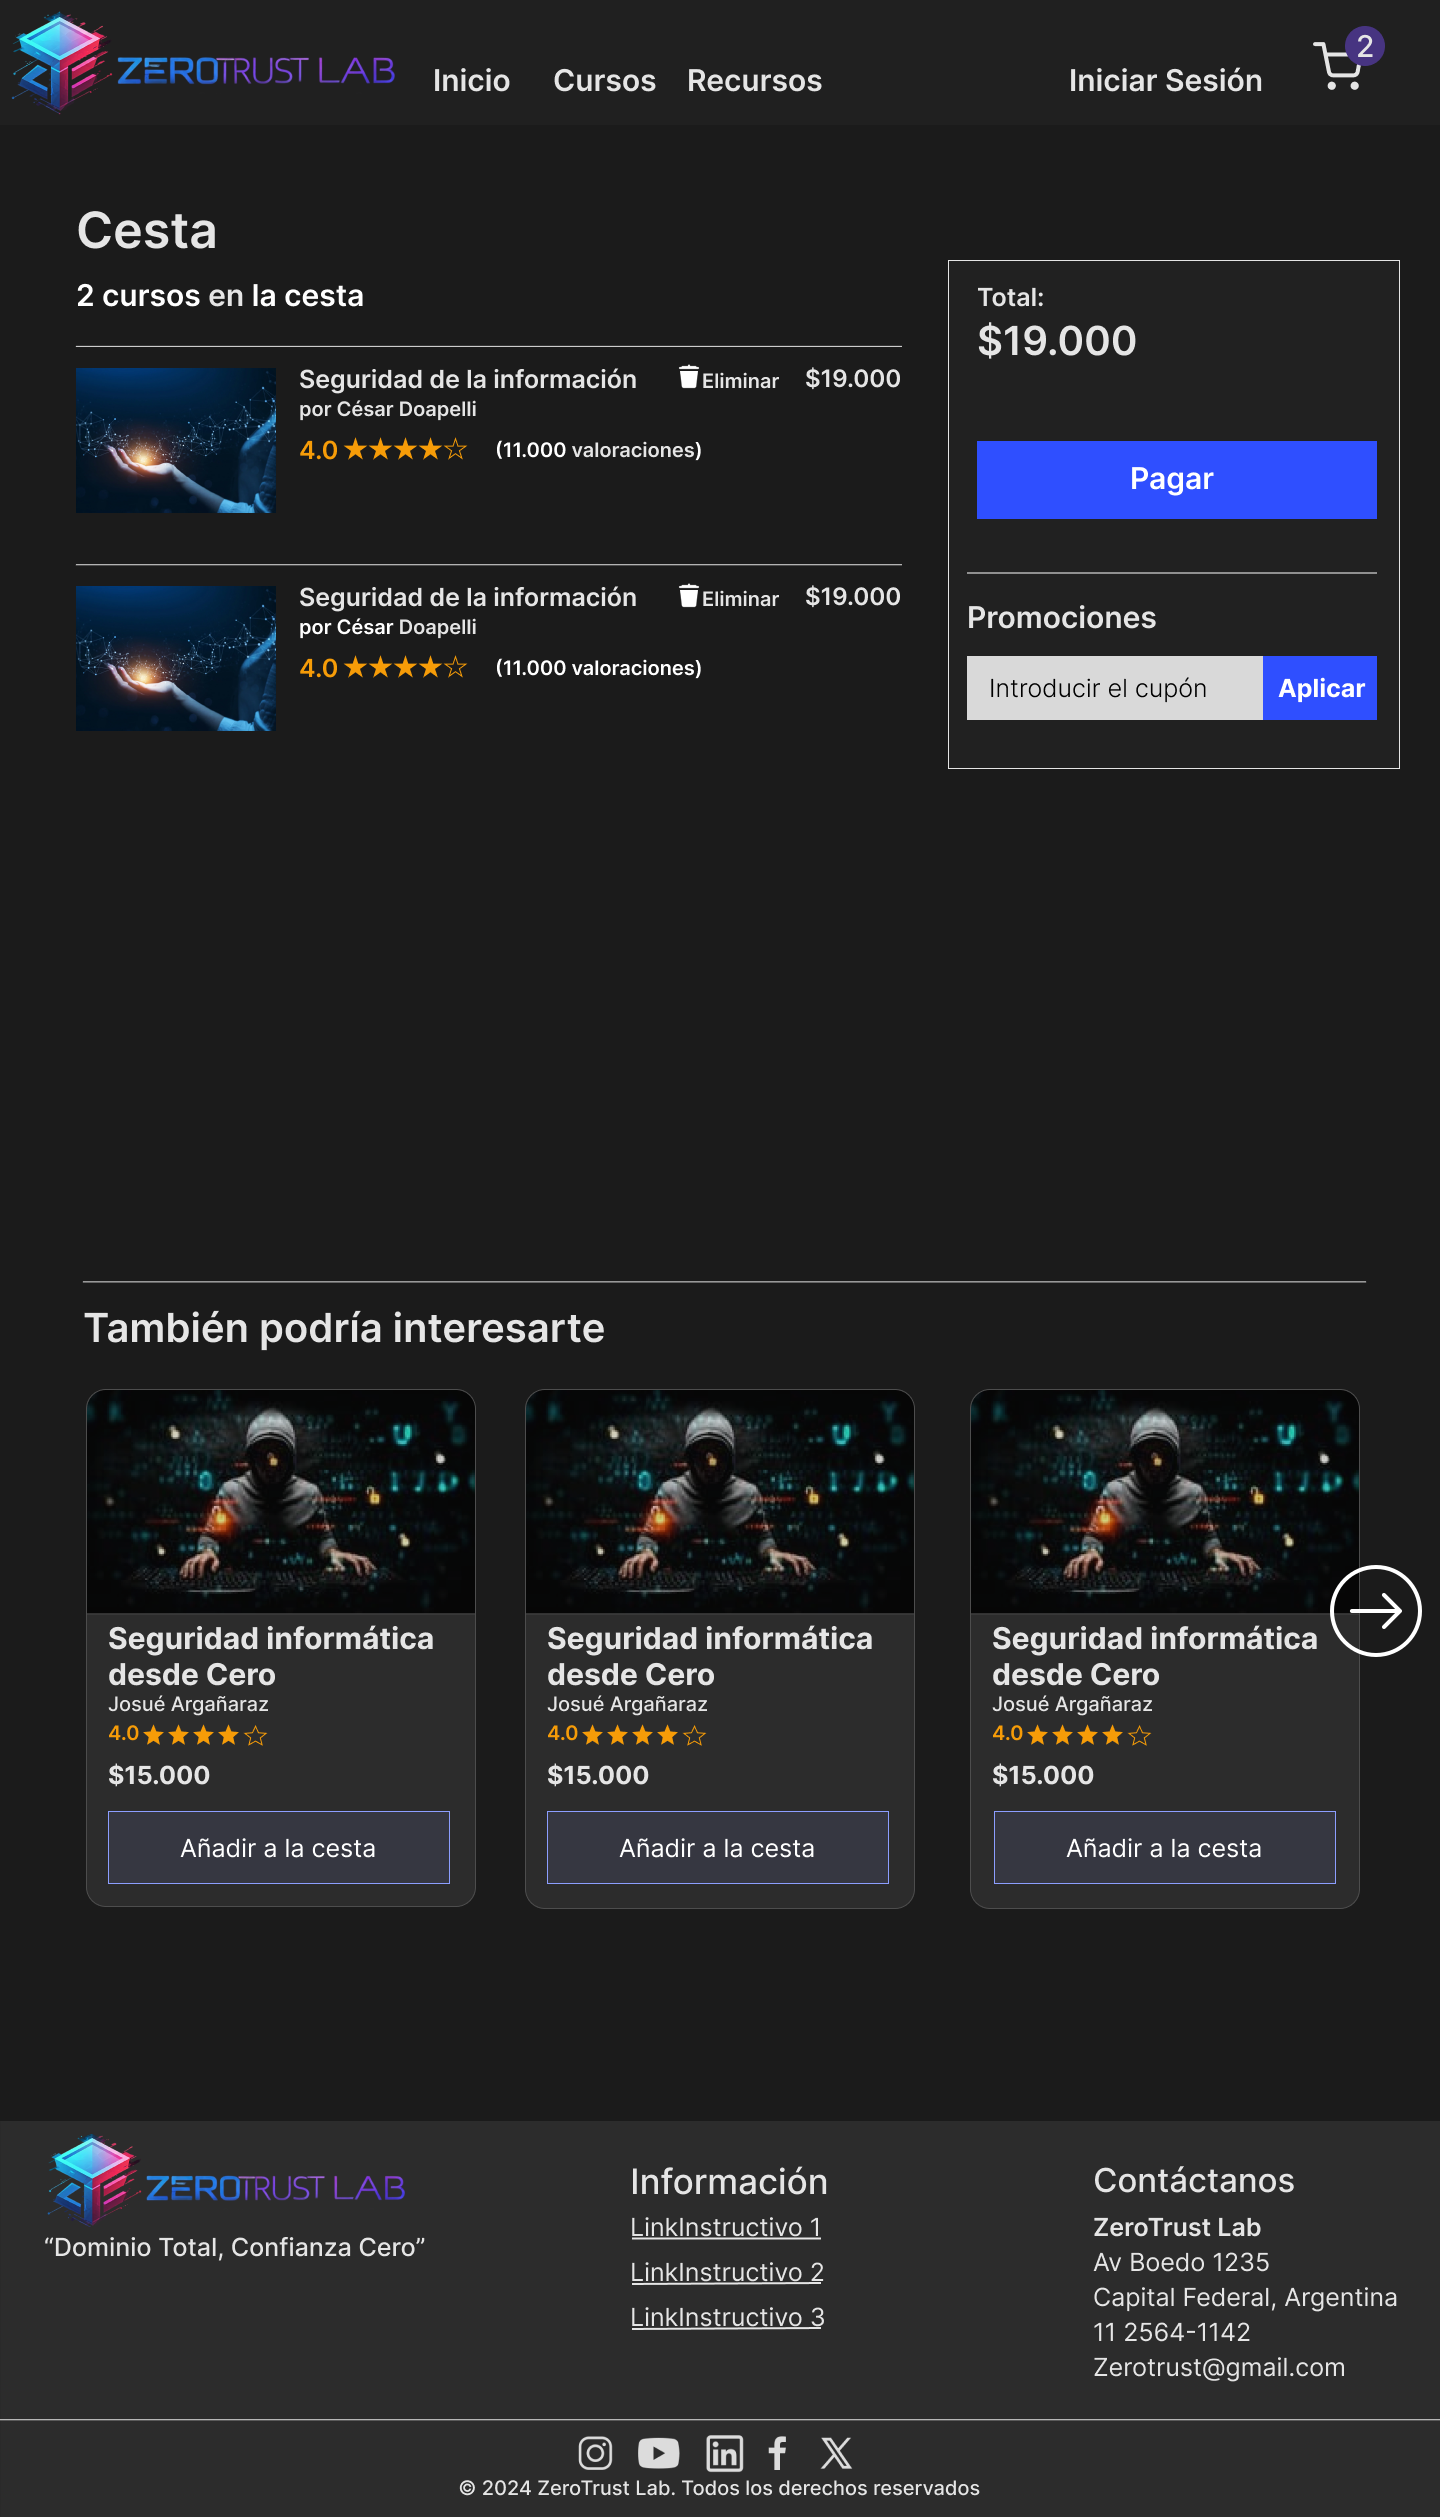 ZEROTRUST LAB
Inicio Cursos Recursos
Iniciar Sesión
2
Cesta
2 cursos en la cesta
Seguridad de la información
Eliminar
$19.000
por César Doapelli
4.0 ★★★★☆ (11.000 valoraciones)
Seguridad de la información
Eliminar
$19.000
por César Doapelli
4.0 ★★★★☆ (11.000 valoraciones)
Total:
$19.000
Pagar
Promociones
Introducir el cupón
Aplicar
También podría interesarte
Seguridad informática
desde Cero
Josué Argañaraz
4.0 ★★★★☆
$15.000
Añadir a la cesta
Seguridad informática
desde Cero
Josué Argañaraz
4.0 ★★★★☆
$15.000
Añadir a la cesta
Seguridad informática
desde Cero
Josué Argañaraz
4.0 ★★★★☆
$15.000
Añadir a la cesta
ZEROTRUST LAB
“Dominio Total, Confianza Cero”
Información
LinkInstructivo 1
LinkInstructivo 2
LinkInstructivo 3
Contáctanos
ZeroTrust Lab
Av Boedo 1235
Capital Federal, Argentina
11 2564-1142
Zerotrust@gmail.com
© 2024 ZeroTrust Lab. Todos los derechos reservados